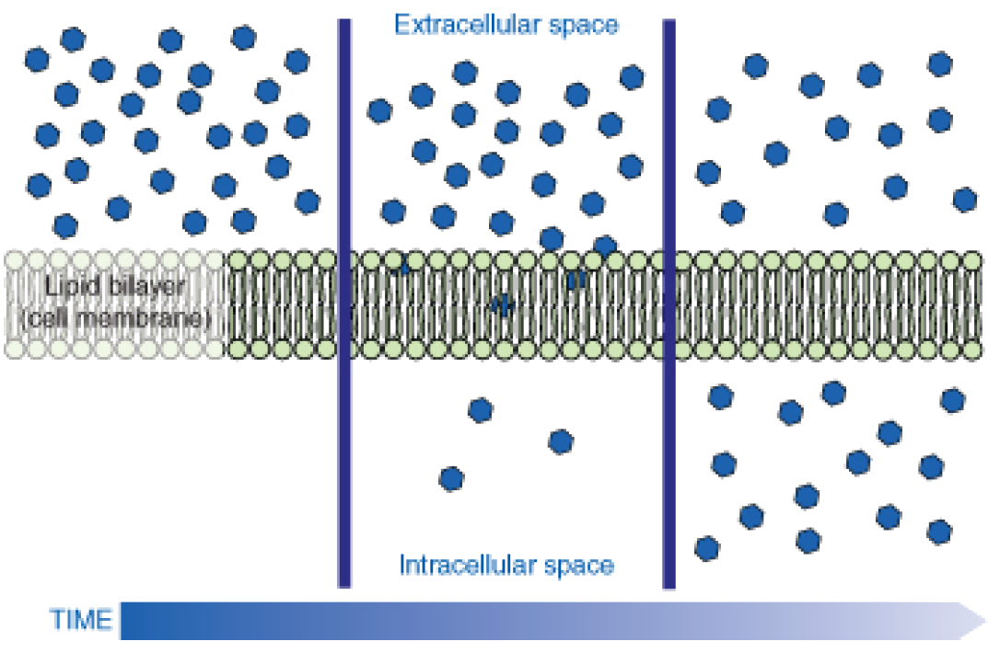 Extracellular space
Lipid bilayer
(cell membrane)
Intracellular space
TIME